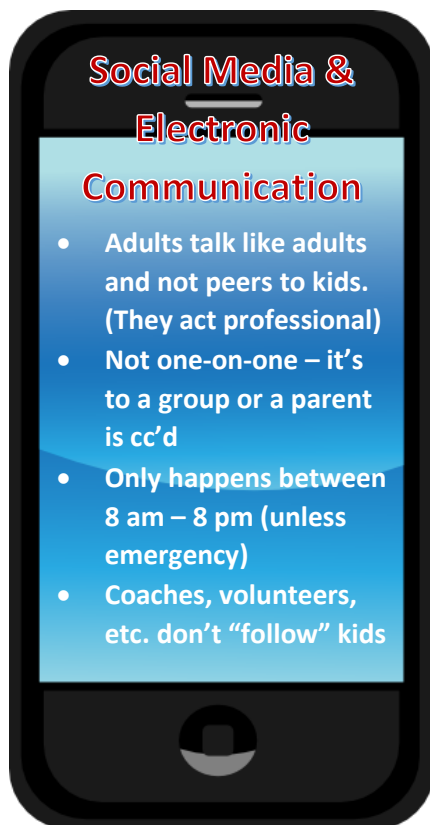 Social Media &
Electronic
Communication
• Adults talk like adults
and not peers to kids.
(They act professional)
• Not one-on-one – it’s
to a group or a parent
is cc’d
• Only happens between
8 am – 8 pm (unless
emergency)
• Coaches, volunteers,
etc. don’t “follow” kids